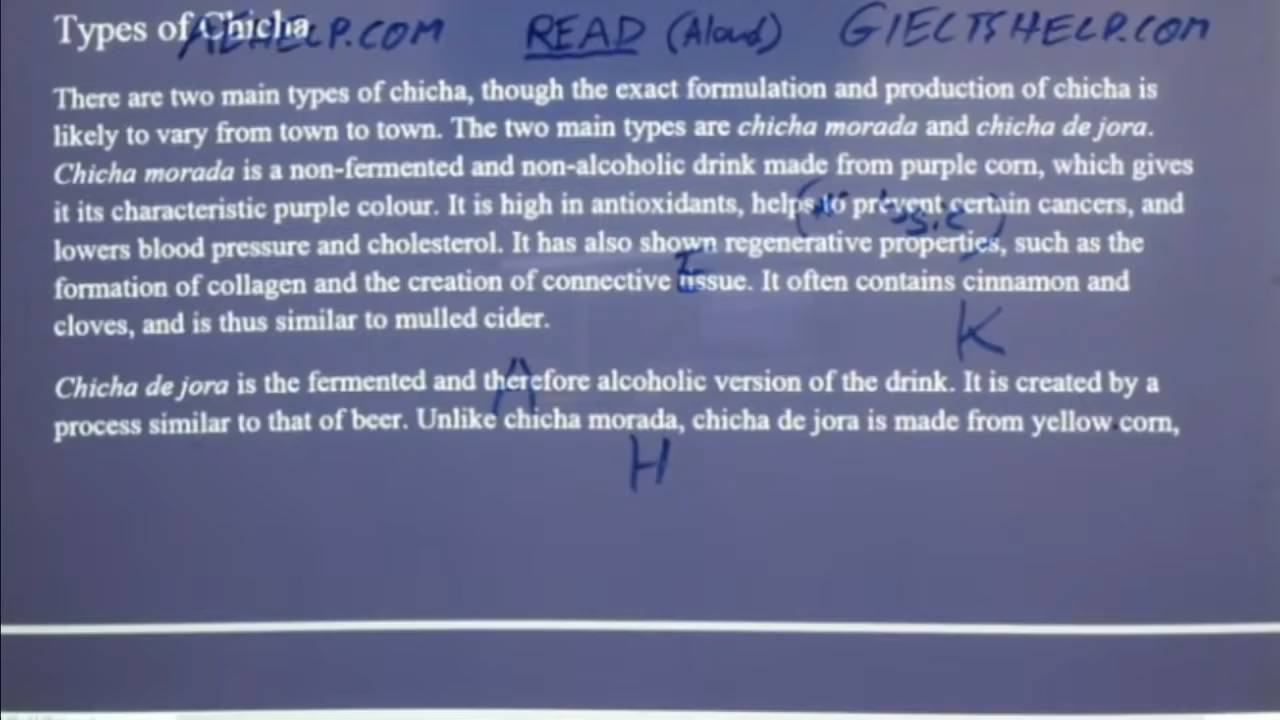 Types of Chicha
AEHELP.COM READ (Aloud) GIELTSHELP.COM
There are two main types of chicha, though the exact formulation and production of chicha is
likely to vary from town to town. The two main types are chicha morada and chicha de jora.
Chicha morada is a non-fermented and non-alcoholic drink made from purple corn, which gives
it its characteristic purple colour. It is high in antioxidants, helps to prevent certain cancers, and
lowers blood pressure and cholesterol. It has also shown regenerative properties, such as the
formation of collagen and the creation of connective tissue. It often contains cinnamon and
cloves, and is thus similar to mulled cider.
K
Chicha de jora is the fermented and therefore alcoholic version of the drink. It is created by a
process similar to that of beer. Unlike chicha morada, chicha de jora is made from yellow corn,
A
H